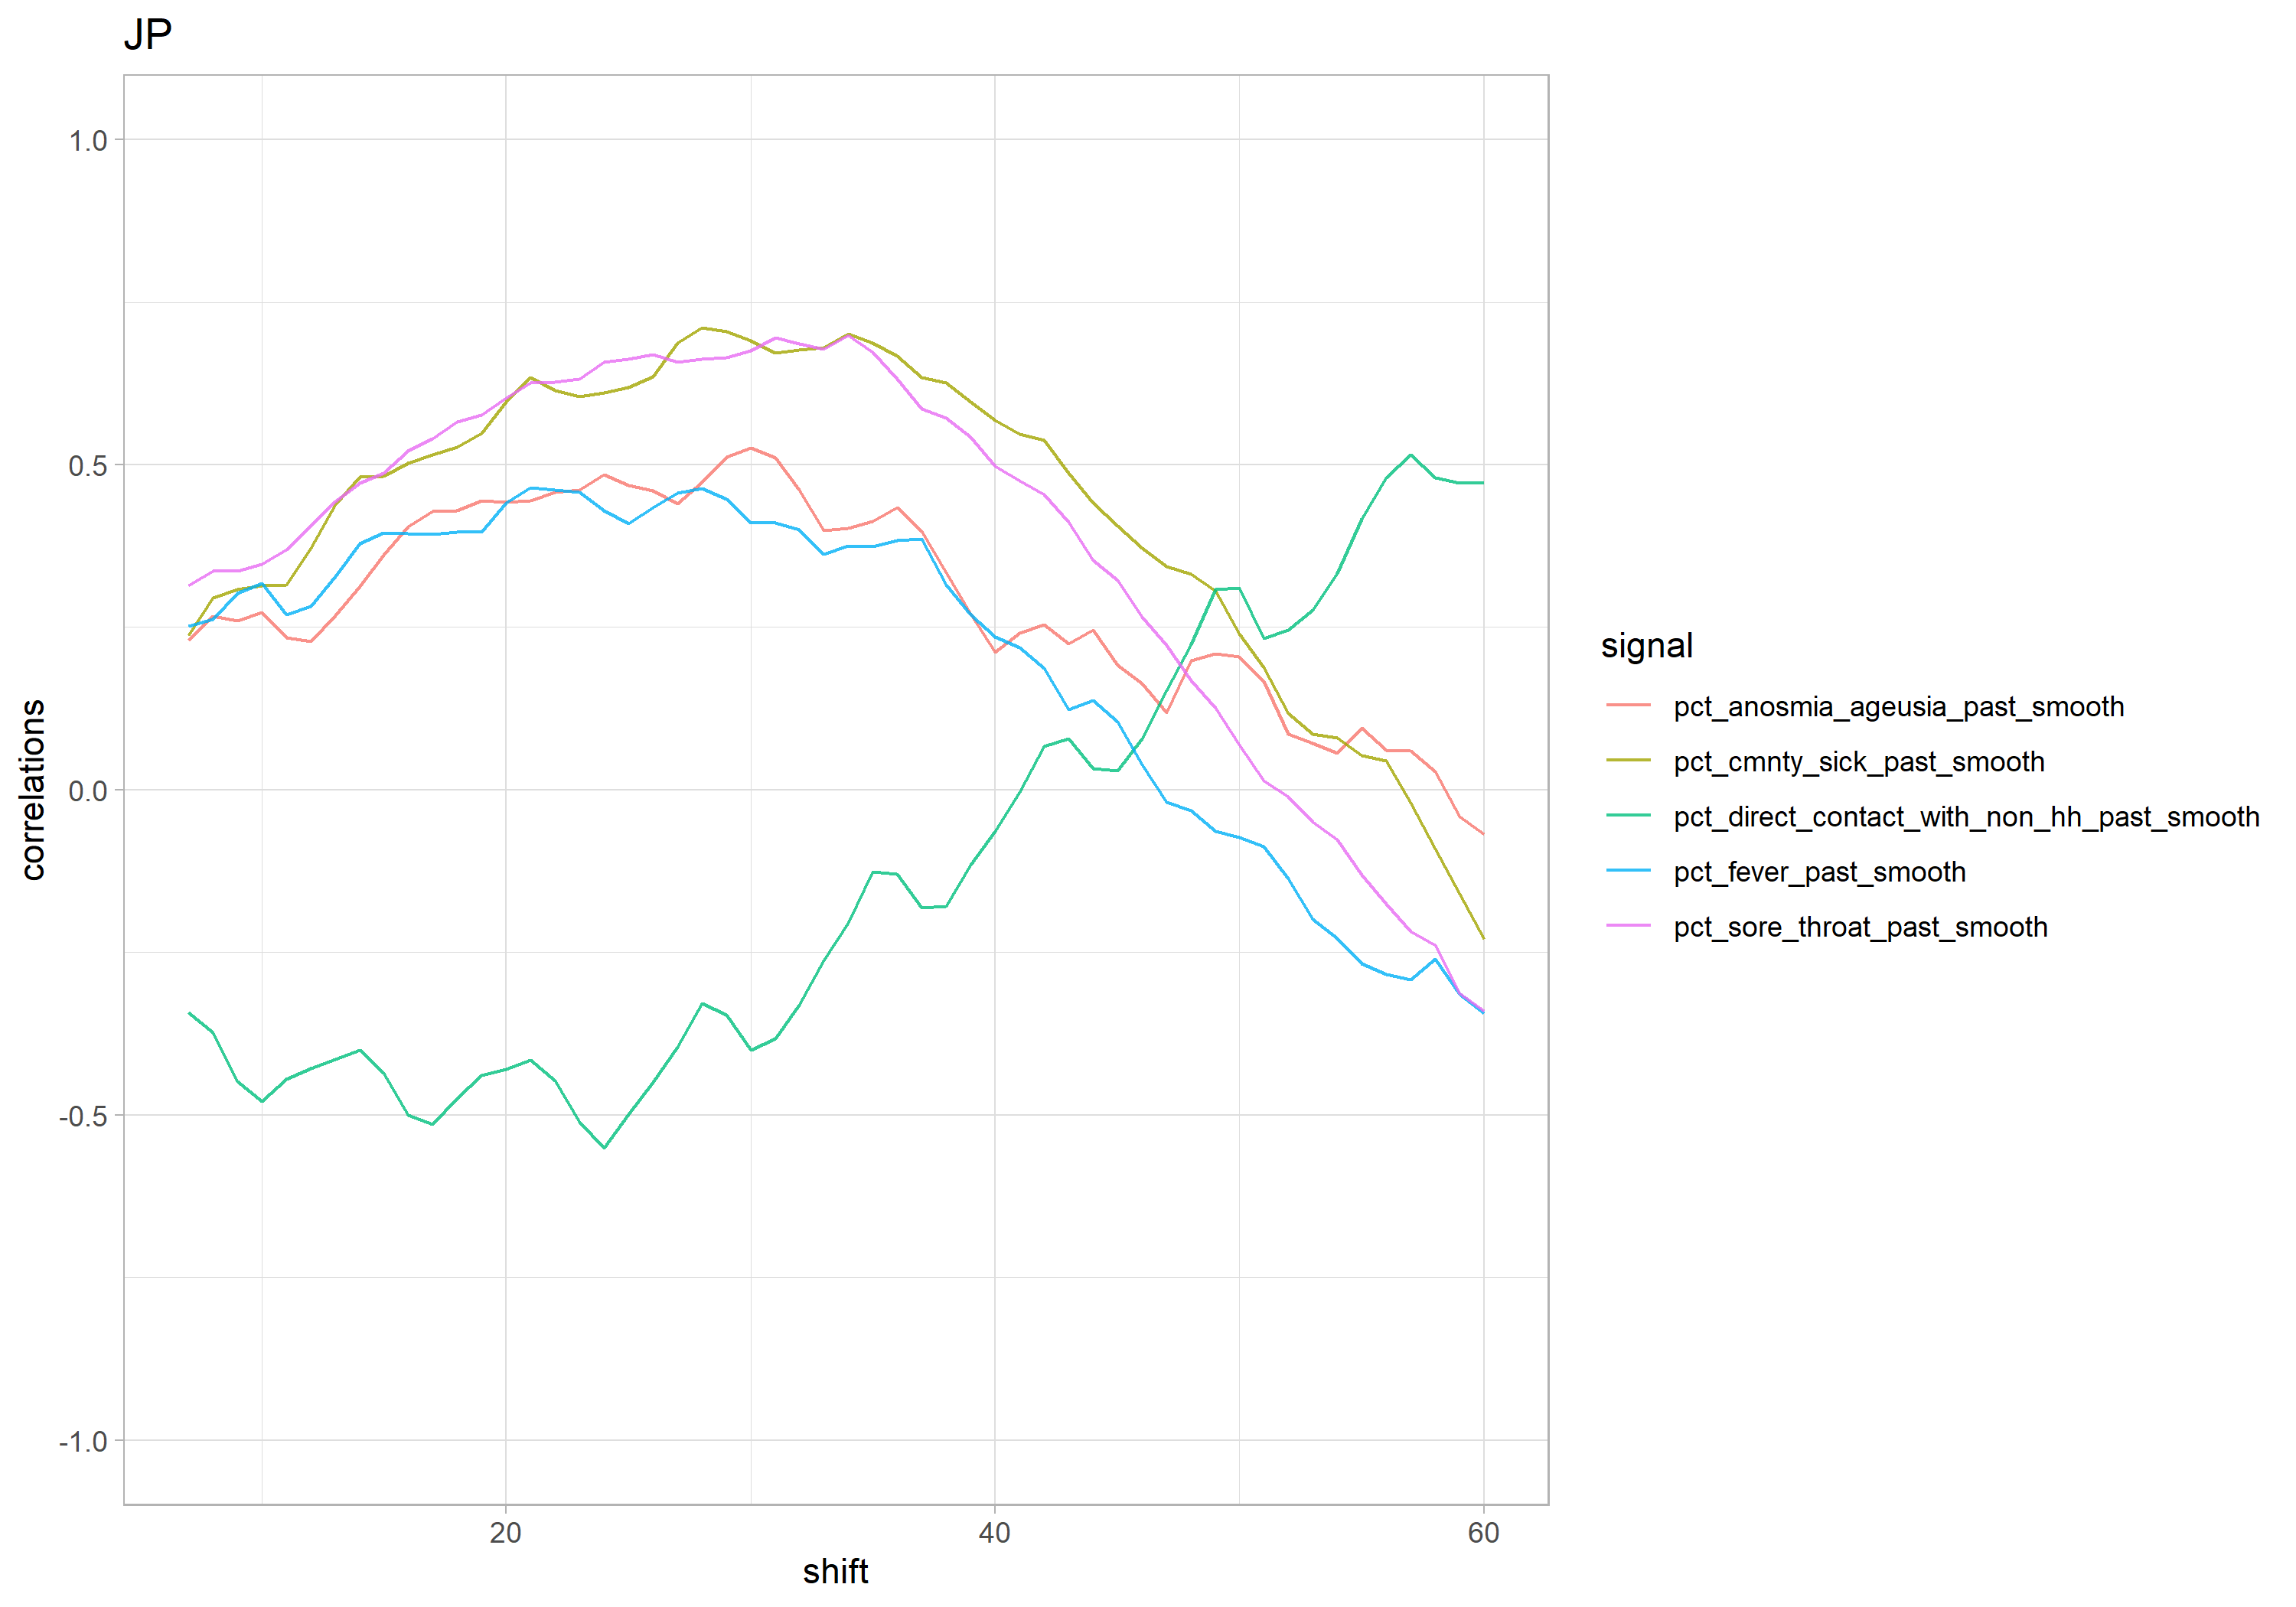 JP
1.0
0.5
0.0
-0.5
-1.0
correlations
20 40 60
shift
signal
pct_anosmia_ageusia_past_smooth
pct_cmnty_sick_past_smooth
pct_direct_contact_with_non_hh_past_smooth
pct_fever_past_smooth
pct_sore_throat_past_smooth